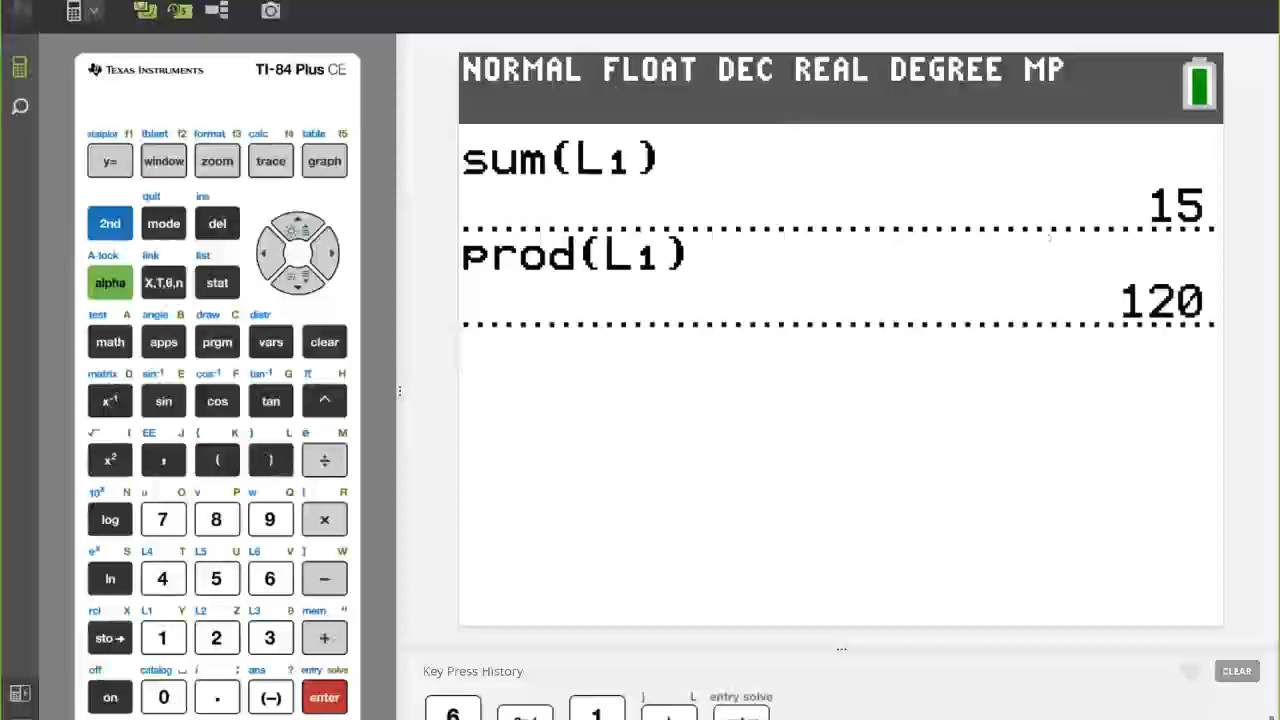 TEXAS INSTRUMENTS TI-84 Plus CE
NORMAL FLOAT DEC REAL DEGREE MP
sum(L1)
15
prod(L1)
120
statplot f1 tblset f2 format f3 calc f4 table f5
y= window zoom trace graph
quit ins
2nd mode del
A-lock link list
alpha X,T,θ,n stat
test A angle B draw C distr
math apps prgm vars clear
matrix D sin⁻¹ E cos⁻¹ F tan⁻¹ G π H
x⁻¹ sin cos tan ^
√ I EE J { K } L e M
x² , ( ) ÷
10ˣ N u O v P w Q [ R
log 7 8 9 ×
eˣ S L4 T L5 U L6 V ] W
ln 4 5 6 −
rcl X L1 Y L2 Z L3 θ mem "
sto→ 1 2 3 +
off catalog i : ans ? entry solve
on 0 . (−) enter
Key Press History
CLEAR
} L entry solve
6 1 )